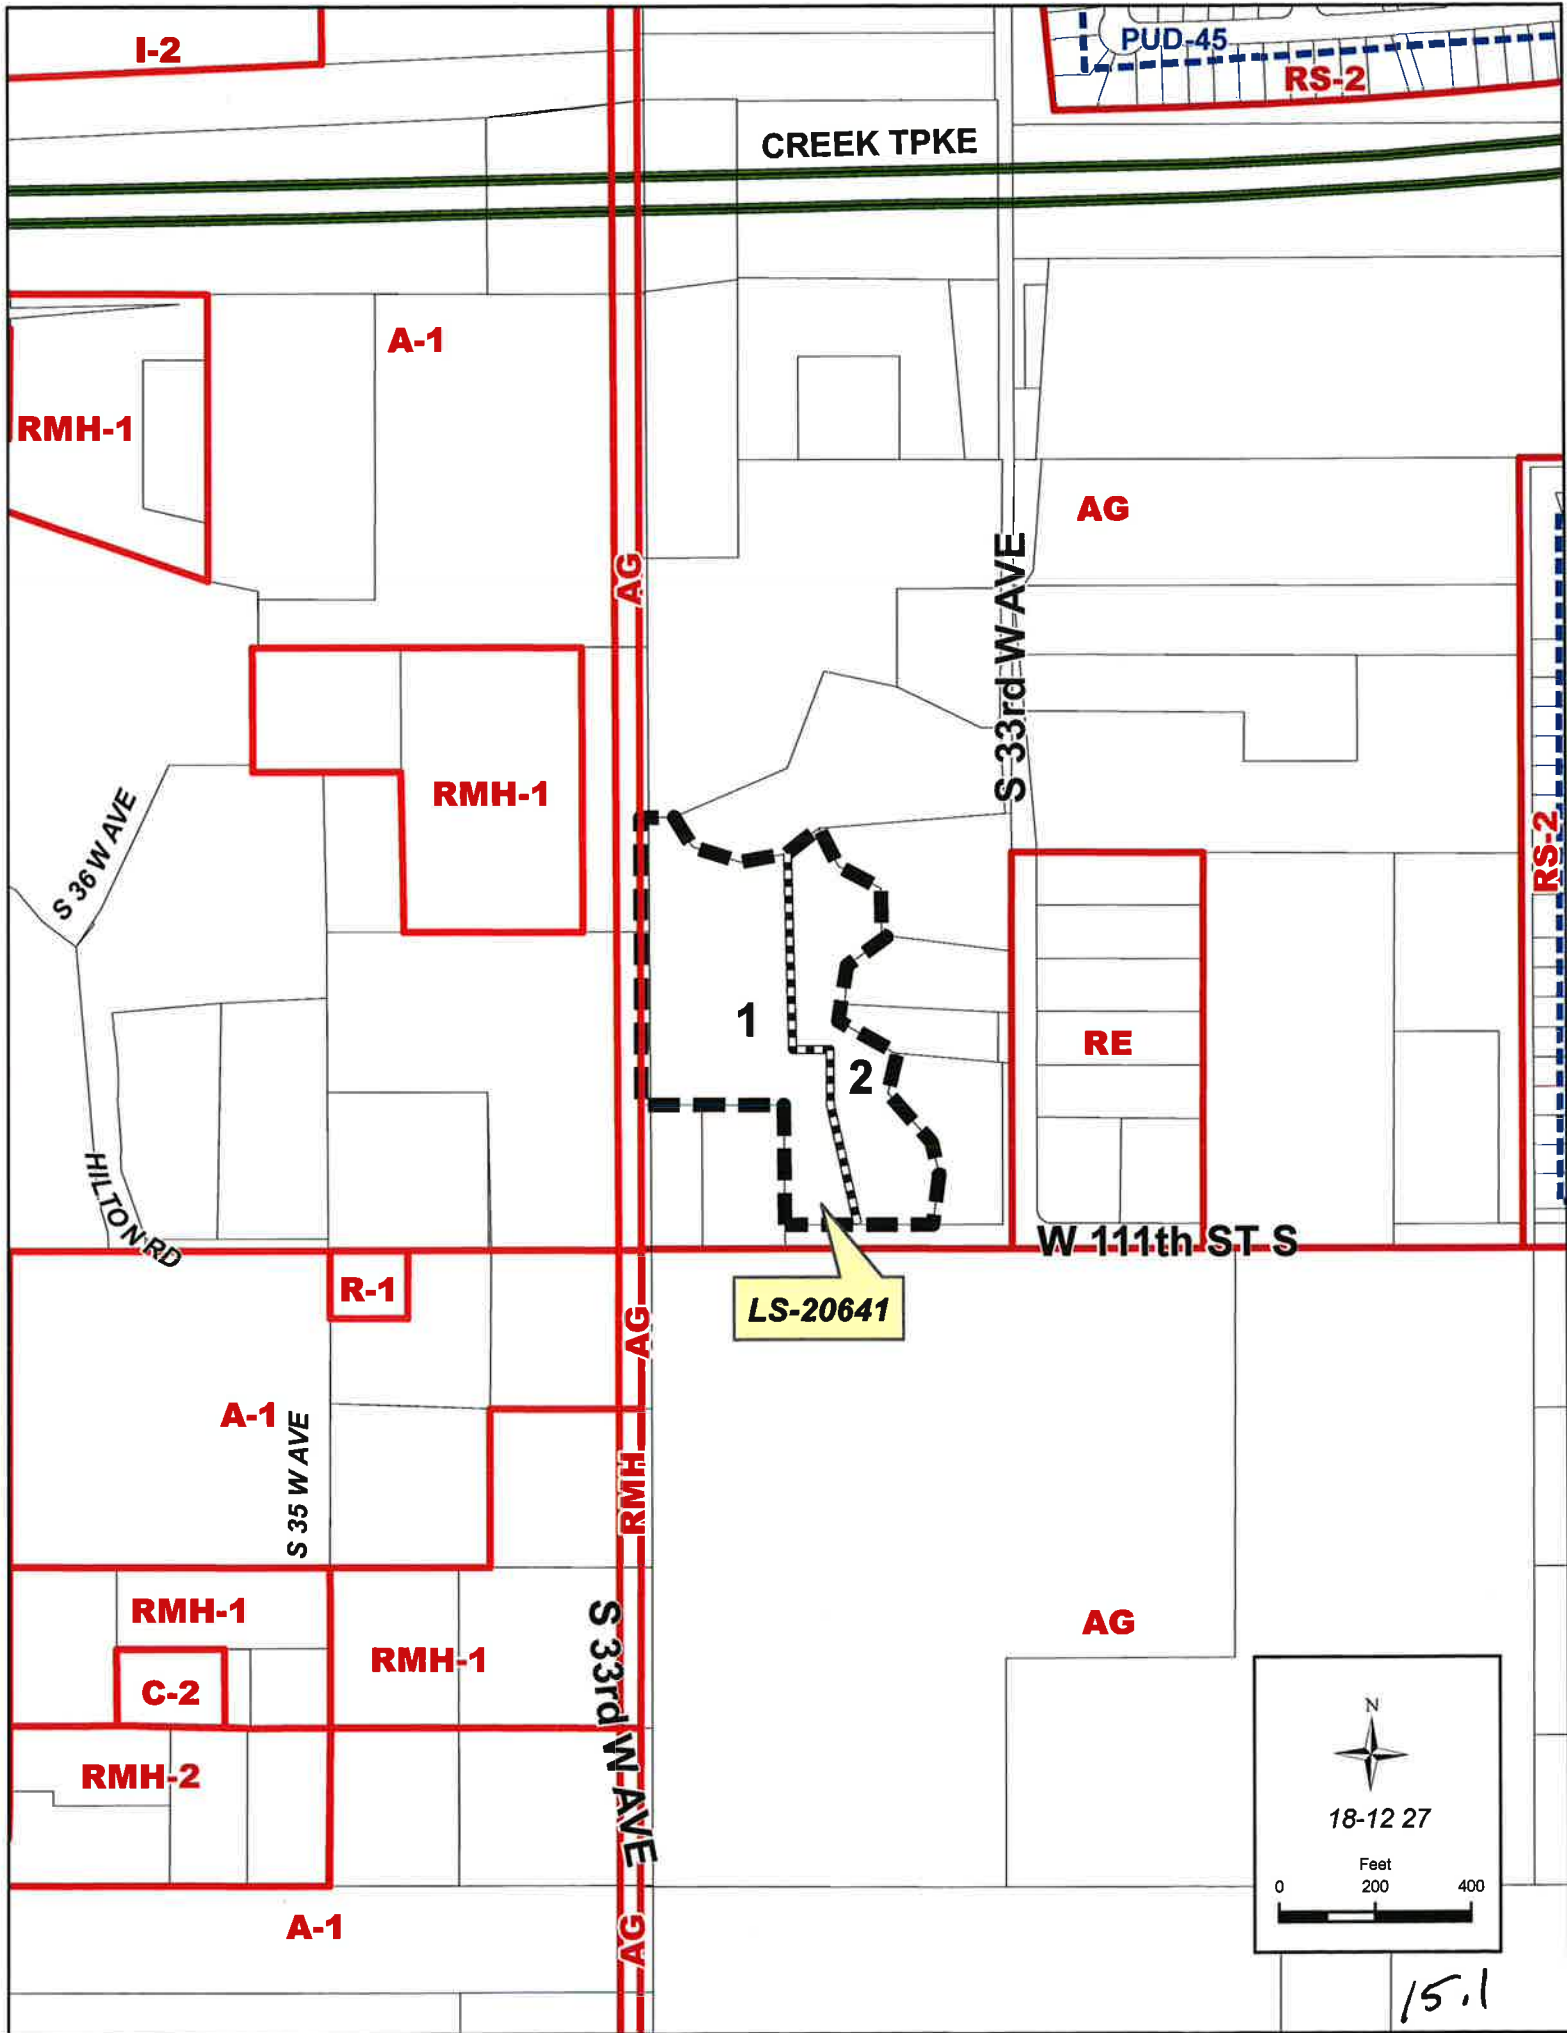 I-2
PUD-45
RS-2
CREEK TPKE
A-1
RMH-1
AG
AG
S 33rd W AVE
RMH-1
S 36 W AVE
RS-2
1
2
RE
HILTON RD
W 111th ST S
R-1
LS-20641
AG
A-1
S 35 W AVE
RMH
RMH-1
RMH-1
C-2
S 33rd W AVE
AG
RMH-2
A-1
AG
N
18-12 27
Feet
0 200 400
15.1